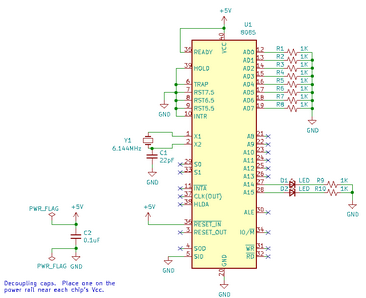 +5V
U1
8085
40
VCC
35 READY
39 HOLD
6 TRAP
7 RST7.5
8 RST6.5
9 RST5.5
10 INTR
GND
AD0 12 R1 1K
AD1 13 R2 1K
AD2 14 R3 1K
AD3 15 R4 1K
AD4 16 R5 1K
AD5 17 R6 1K
AD6 18 R7 1K
AD7 19 R8 1K
GND
Y1
6.144MHz
1 X1
2 X2
C1
22pF
GND
A8 21
A9 22
A10 23
A11 24
A12 25
A13 26
A14 27
A15 28
D1 LED R9 1K
LED R10 1K
GND
29 S0
33 S1
11 INTA
37 CLK(OUT)
38 HLDA
ALE 30
PWR_FLAG
+5V
+5V
36 RESET_IN
3 RESET_OUT
IO/M 34
C2
0.1uF
4 SOD
5 SID
WR 31
RD 32
PWR_FLAG
GND
GND
20 GND
GND
Decoupling caps. Place one on the
power rail near each chip's Vcc.